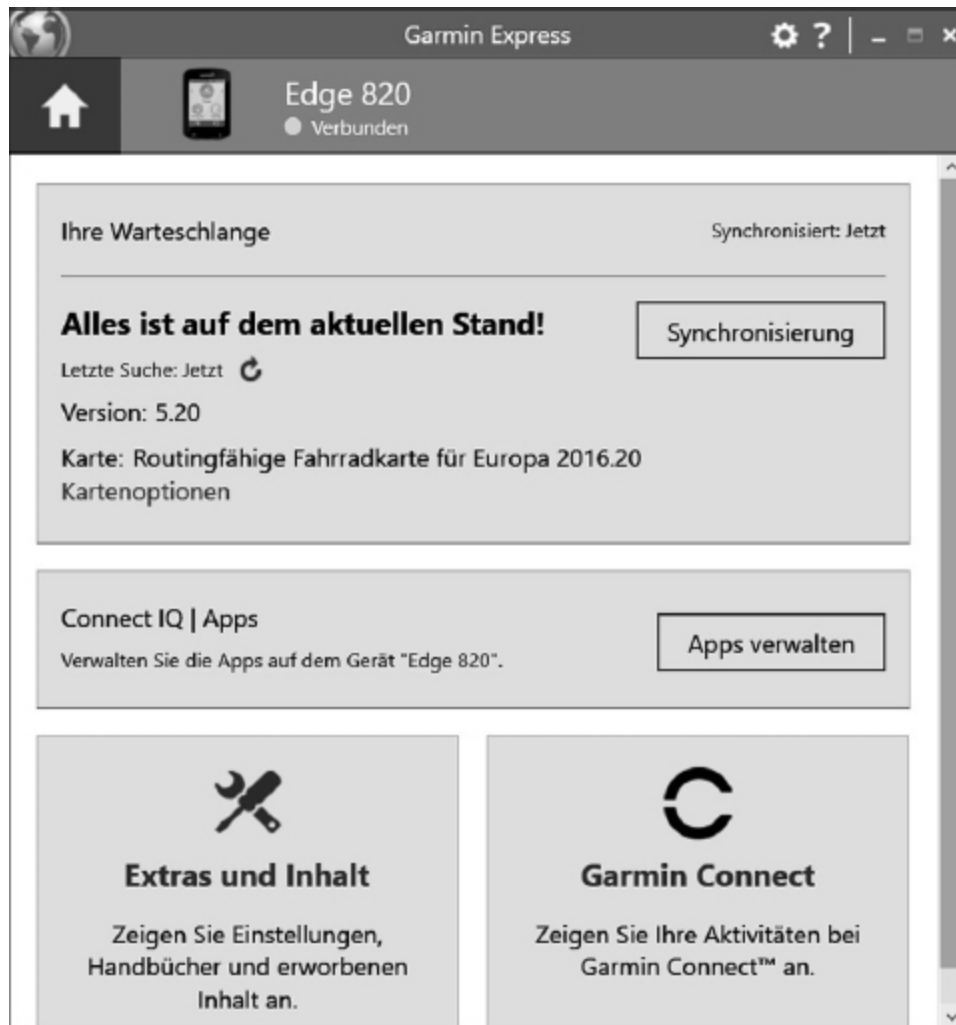 Garmin Express
?
Edge 820
Verbunden
Ihre Warteschlange
Synchronisiert: Jetzt
Alles ist auf dem aktuellen Stand!
Synchronisierung
Letzte Suche: Jetzt
Version: 5.20
Karte: Routingfähige Fahrradkarte für Europa 2016.20
Kartenoptionen
Connect IQ | Apps
Verwalten Sie die Apps auf dem Gerät "Edge 820".
Apps verwalten
Extras und Inhalt
Zeigen Sie Einstellungen,
Handbücher und erworbenen
Inhalt an.
Garmin Connect
Zeigen Sie Ihre Aktivitäten bei
Garmin Connect™ an.